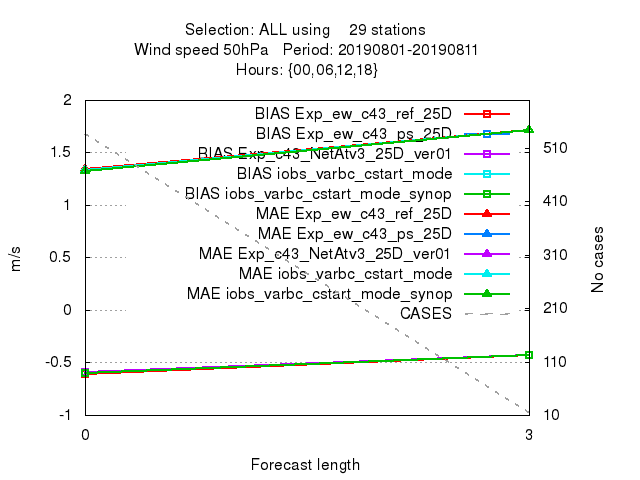 Selection: ALL using 29 stations
Wind speed 50hPa Period: 20190801-20190811
Hours: {00,06,12,18}
BIAS Exp_ew_c43_ref_25D
BIAS Exp_ew_c43_ps_25D
BIAS Exp_c43_NetAtv3_25D_ver01
BIAS iobs_varbc_cstart_mode
BIAS iobs_varbc_cstart_mode_synop
MAE Exp_ew_c43_ref_25D
MAE Exp_ew_c43_ps_25D
MAE Exp_c43_NetAtv3_25D_ver01
MAE iobs_varbc_cstart_mode
MAE iobs_varbc_cstart_mode_synop
CASES
2
1.5
1
0.5
0
-0.5
-1
m/s
510
410
310
210
110
10
No cases
0 3
Forecast length